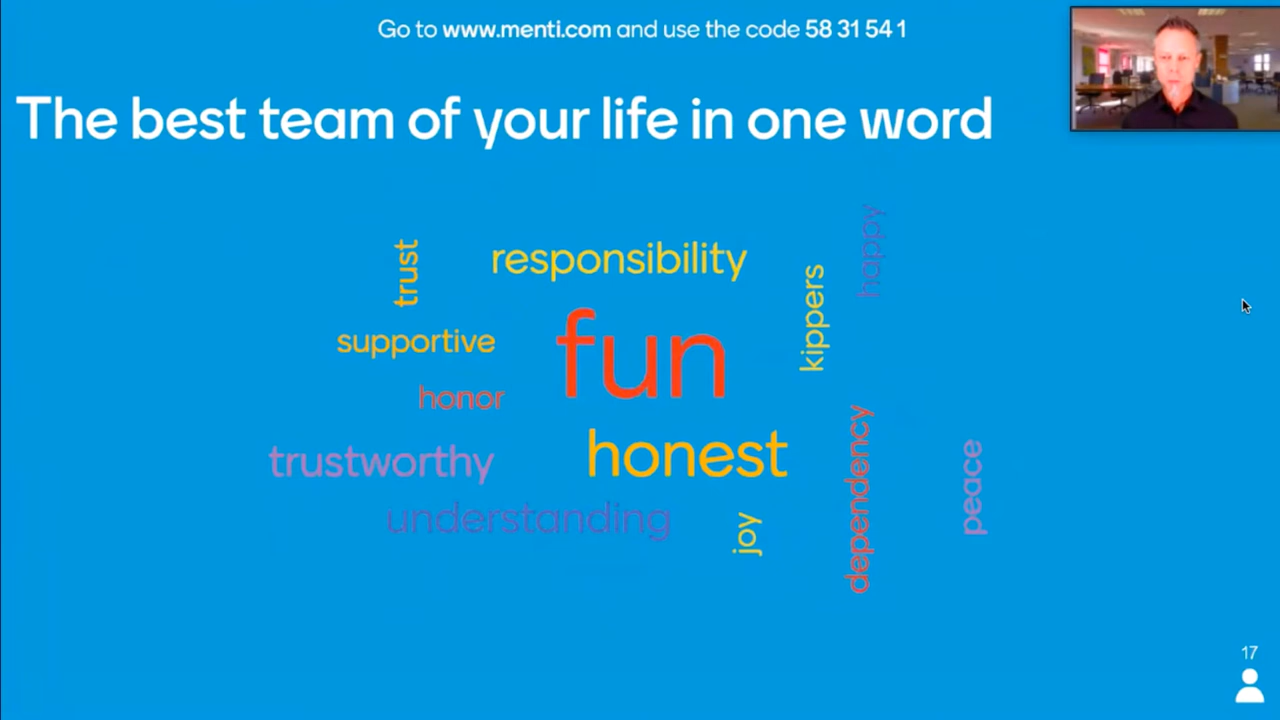 Go to www.menti.com and use the code 58 31 54 1
The best team of your life in one word
happy
trust
responsibility
kippers
supportive
fun
honor
trustworthy
honest
dependency
peace
understanding
joy
17